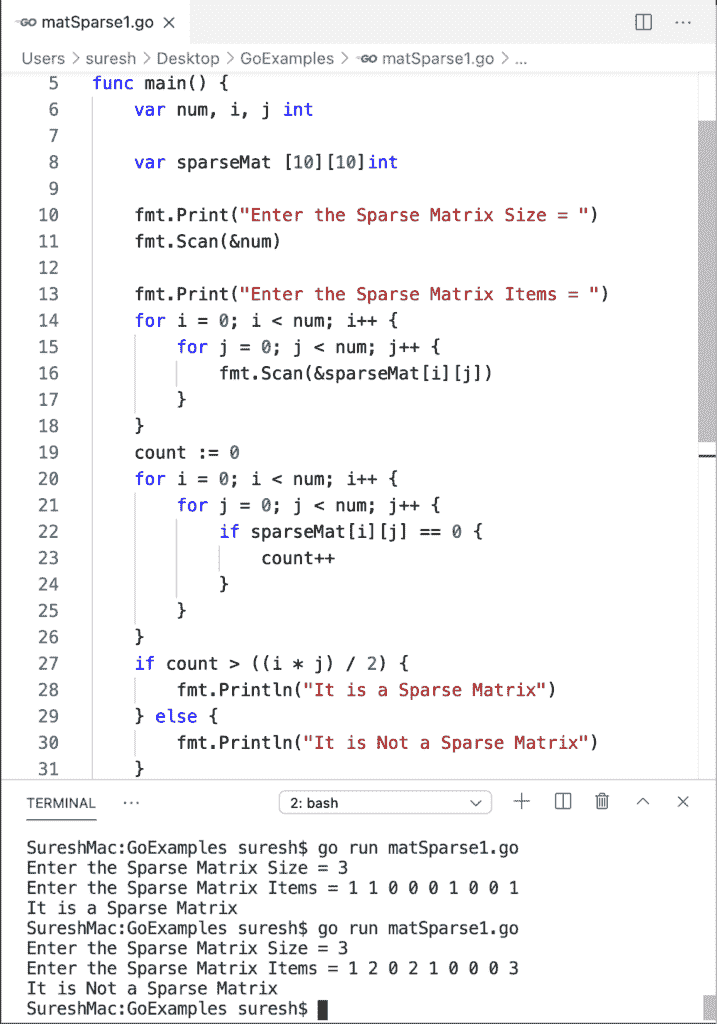 GO matSparse1.go ×
Users > suresh > Desktop > GoExamples > GO matSparse1.go > ...
5 func main() {
6 var num, i, j int
7
8 var sparseMat [10][10]int
9
10 fmt.Print("Enter the Sparse Matrix Size = ")
11 fmt.Scan(&num)
12
13 fmt.Print("Enter the Sparse Matrix Items = ")
14 for i = 0; i < num; i++ {
15 for j = 0; j < num; j++ {
16 fmt.Scan(&sparseMat[i][j])
17 }
18 }
19 count := 0
20 for i = 0; i < num; i++ {
21 for j = 0; j < num; j++ {
22 if sparseMat[i][j] == 0 {
23 count++
24 }
25 }
26 }
27 if count > ((i * j) / 2) {
28 fmt.Println("It is a Sparse Matrix")
29 } else {
30 fmt.Println("It is Not a Sparse Matrix")
31 }
TERMINAL ... 2: bash
SureshMac:GoExamples suresh$ go run matSparse1.go
Enter the Sparse Matrix Size = 3
Enter the Sparse Matrix Items = 1 1 0 0 0 1 0 0 1
It is a Sparse Matrix
SureshMac:GoExamples suresh$ go run matSparse1.go
Enter the Sparse Matrix Size = 3
Enter the Sparse Matrix Items = 1 2 0 2 1 0 0 0 3
It is Not a Sparse Matrix
SureshMac:GoExamples suresh$